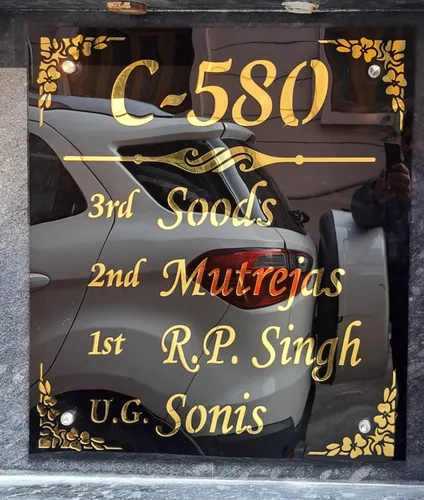 C-580
3rd Soods
2nd Mutrejas
1st R.P. Singh
U.G. Sonis